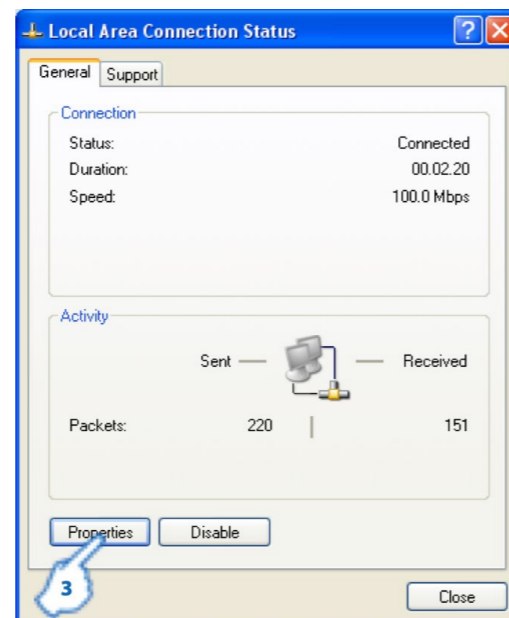 Local Area Connection Status
General Support
Connection
Status: Connected
Duration: 00.02.20
Speed: 100.0 Mbps
Activity
Sent Received
Packets: 220 151
Properties Disable
3
Close